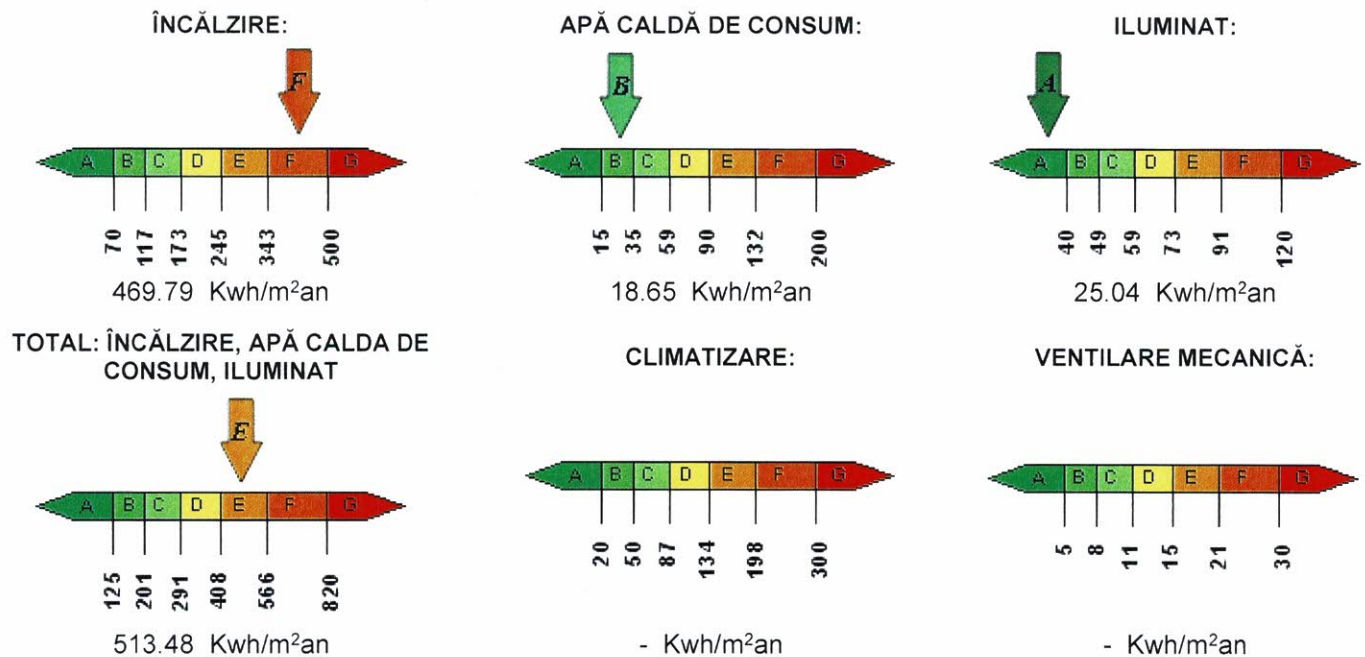 ÎNCĂLZIRE:
F
A B C D E F G
70 117 173 245 343 500
469.79 Kwh/m²an
APĂ CALDĂ DE CONSUM:
B
A B C D E F G
15 35 59 90 132 200
18.65 Kwh/m²an
ILUMINAT:
A
A B C D E F G
40 49 59 73 91 120
25.04 Kwh/m²an
TOTAL: ÎNCĂLZIRE, APĂ CALDA DE
CONSUM, ILUMINAT
E
A B C D E F G
125 201 291 408 566 820
513.48 Kwh/m²an
CLIMATIZARE:
A B C D E F G
20 50 87 134 198 300
- Kwh/m²an
VENTILARE MECANICĂ:
A B C D E F G
5 8 11 15 21 30
- Kwh/m²an